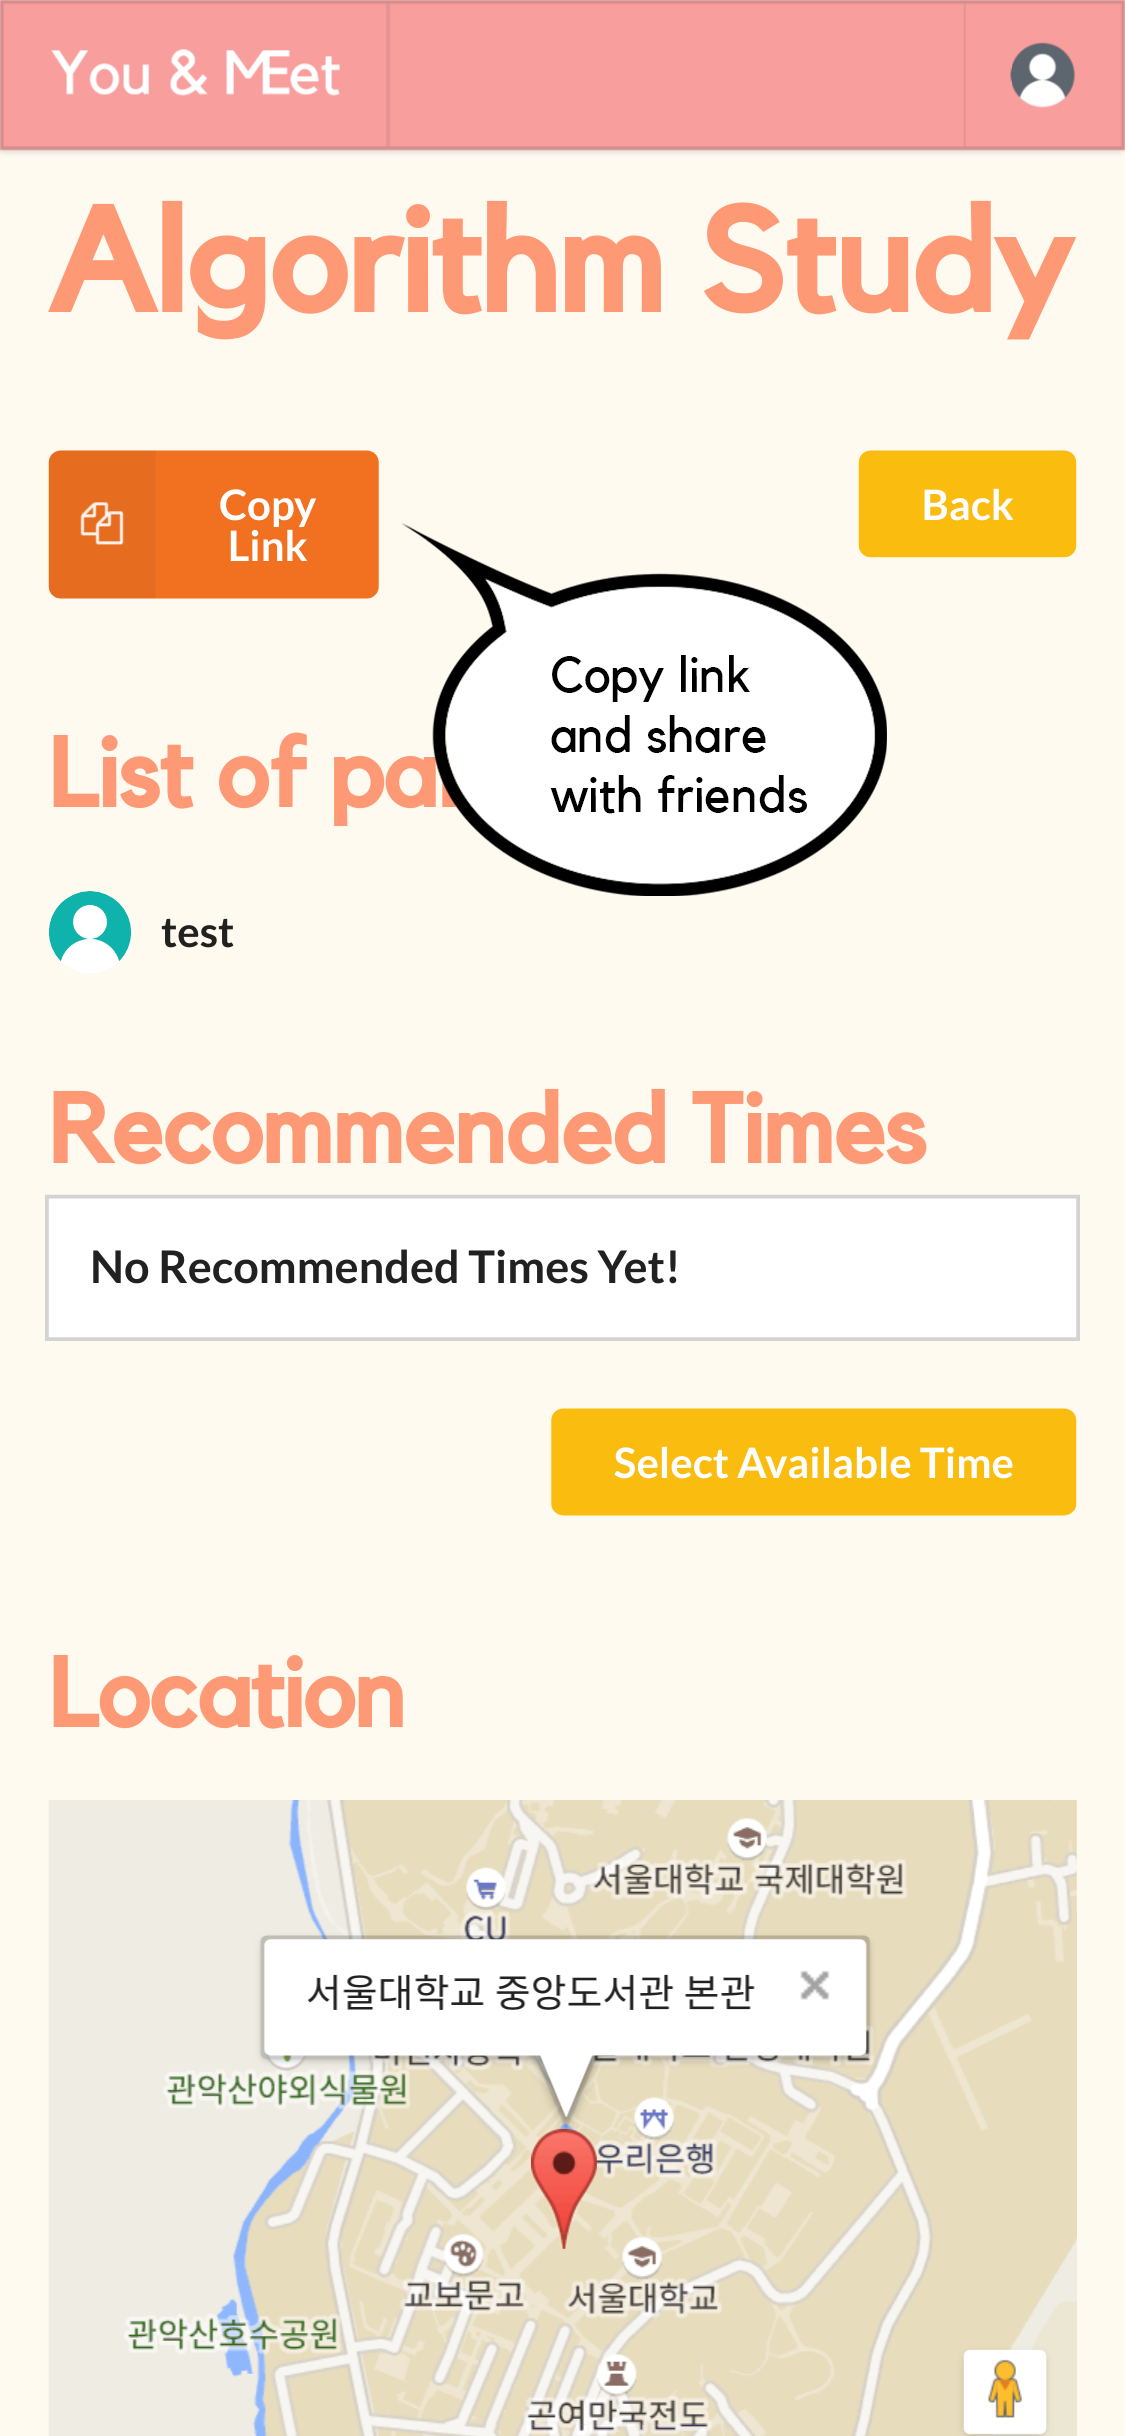 You & MEet
Algorithm Study
Copy
Link
Back
Copy link
and share
with friends
List of
test
Recommended Times
No Recommended Times Yet!
Select Available Time
Location
서울대학교 국제대학원
CU
서울대학교 중앙도서관 본관
관악산야외식물원
우리은행
교보문고
서울대학교
관악산호수공원
곤여만국전도